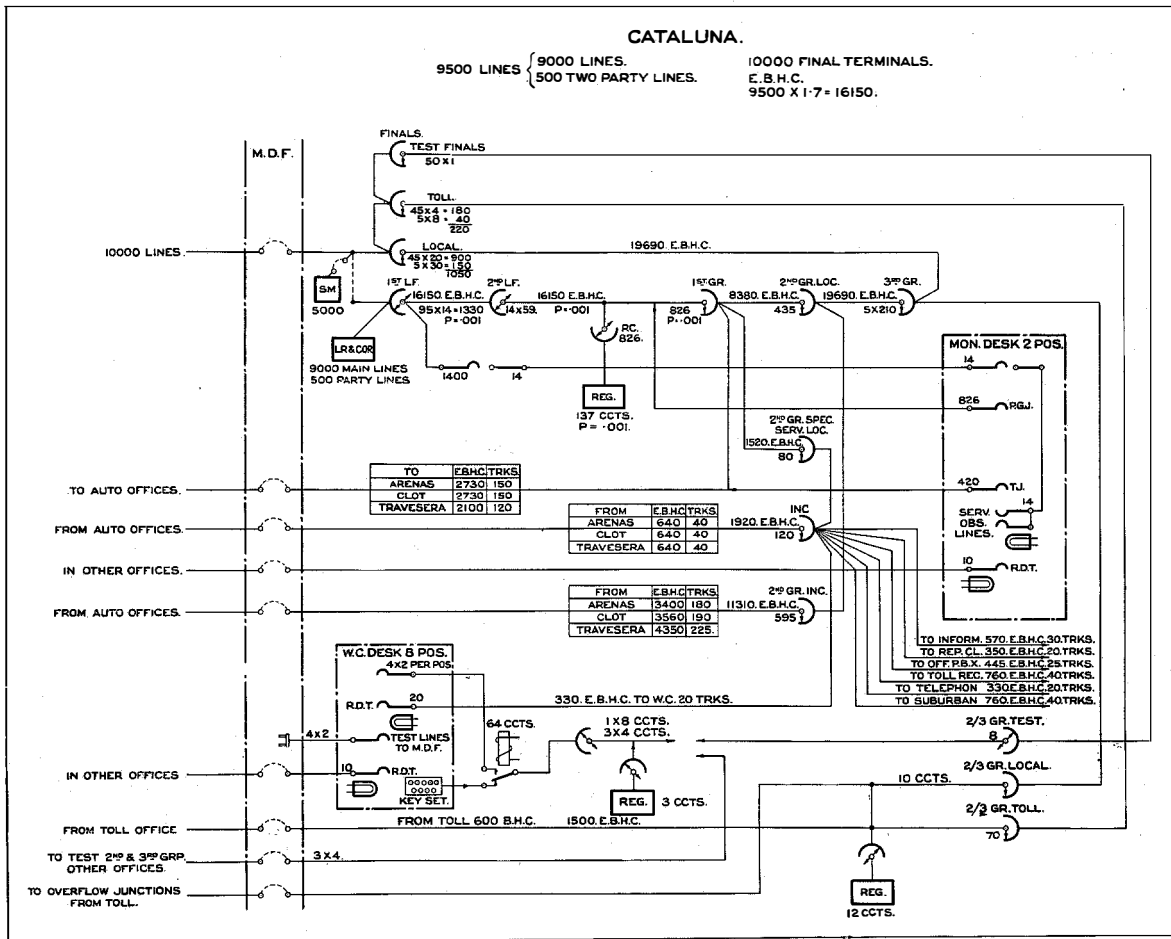 CATALUNA.
9500 LINES { 9000 LINES.
500 TWO PARTY LINES.
10000 FINAL TERMINALS.
E.B.H.C.
9500 X 1·7 = 16150.
M.D.F.
FINALS.
TEST FINALS
50 X 1
TOLL.
45 X 4 = 180
5 X 8 = 40
220
10000 LINES.
LOCAL.
45 X 20 = 900
5 X 30 = 150
1050
19690. E.B.H.C.
SM
5000
1ST LF.
16150. E.B.H.C.
95 X 14 = 1330
P = ·001
2ND LF.
14 X 59.
16150 E.B.H.C.
P = ·001
1ST GR.
826
P = ·001
8380. E.B.H.C.
2ND GR. LOC.
435
19690. E.B.H.C.
3RD GR.
5 X 210
LR & COR
9000 MAIN LINES
500 PARTY LINES
RC.
826.
1400
14
REG.
137 CCTS.
P = ·001.
MON. DESK 2 POS.
14
826
P.G.J.
420
T.J.
14
SERV.
OBS.
LINES.
10
R.D.T.
2ND GR. SPEC.
SERV. LOC.
1520. E.B.H.C.
80
TO AUTO OFFICES.
TO E.B.H.C. TRKS.
ARENAS 2730 150
CLOT 2730 150
TRAVESERA 2100 120
FROM AUTO OFFICES.
FROM E.B.H.C. TRKS.
ARENAS 640 40
CLOT 640 40
TRAVESERA 640 40
INC
1920. E.B.H.C.
120
IN OTHER OFFICES.
FROM AUTO OFFICES.
FROM E.B.H.C. TRKS.
ARENAS 3400 180
CLOT 3560 190
TRAVESERA 4350 225.
2ND GR. INC.
11310. E.B.H.C.
595
TO INFORM. 570. E.B.H.C. 30. TRKS.
TO REP. CL. 350. E.B.H.C. 20. TRKS.
TO OFF. P.B.X. 445. E.B.H.C. 25 TRKS.
TO TOLL REC. 760. E.B.H.C. 40. TRKS.
TO TELEPHON 330. E.B.H.C. 20. TRKS.
TO SUBURBAN 760. E.B.H.C. 40. TRKS.
W.C. DESK 8 POS.
4 X 2 PER POS.
R.D.T. 20
330. E.B.H.C. TO W.C. 20 TRKS.
64 CCTS.
4 X 2
TEST LINES
TO M.D.F.
IN OTHER OFFICES
10 R.D.T.
KEY SET.
1 X 8 CCTS.
3 X 4 CCTS.
REG.
3 CCTS.
2/3 GR. TEST.
8
2/3 GR. LOCAL.
10 CCTS.
2/3 GR. TOLL
70
FROM TOLL OFFICE
FROM TOLL 600 B.H.C. 1500. E.B.H.C.
TO TEST 2ND & 3RD GRP.
OTHER OFFICES.
3 X 4.
TO OVERFLOW JUNCTIONS
FROM TOLL.
REG.
12 CCTS.